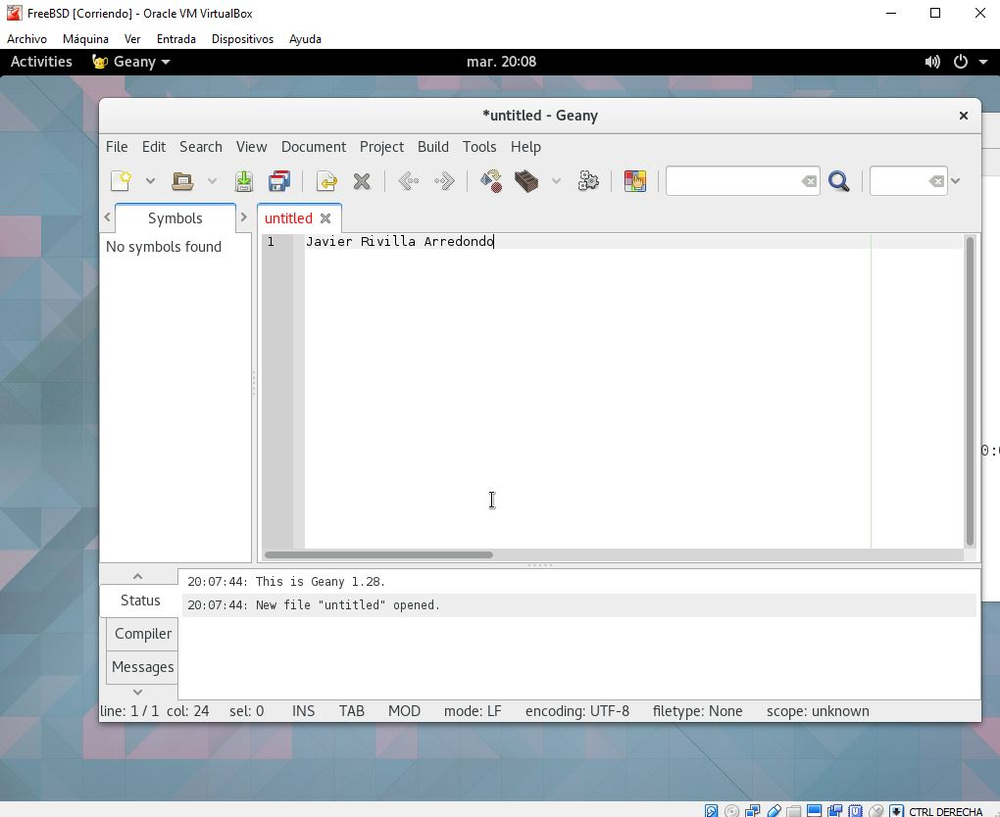 FreeBSD [Corriendo] - Oracle VM VirtualBox
Archivo Máquina Ver Entrada Dispositivos Ayuda
Activities Geany mar. 20:08
*untitled - Geany
File Edit Search View Document Project Build Tools Help
Symbols untitled
No symbols found
1 Javier Rivilla Arredondo
0:
20:07:44: This is Geany 1.28.
Status
20:07:44: New file "untitled" opened.
Compiler
Messages
line: 1 / 1 col: 24 sel: 0 INS TAB MOD mode: LF encoding: UTF-8 filetype: None scope: unknown
CTRL DERECHA